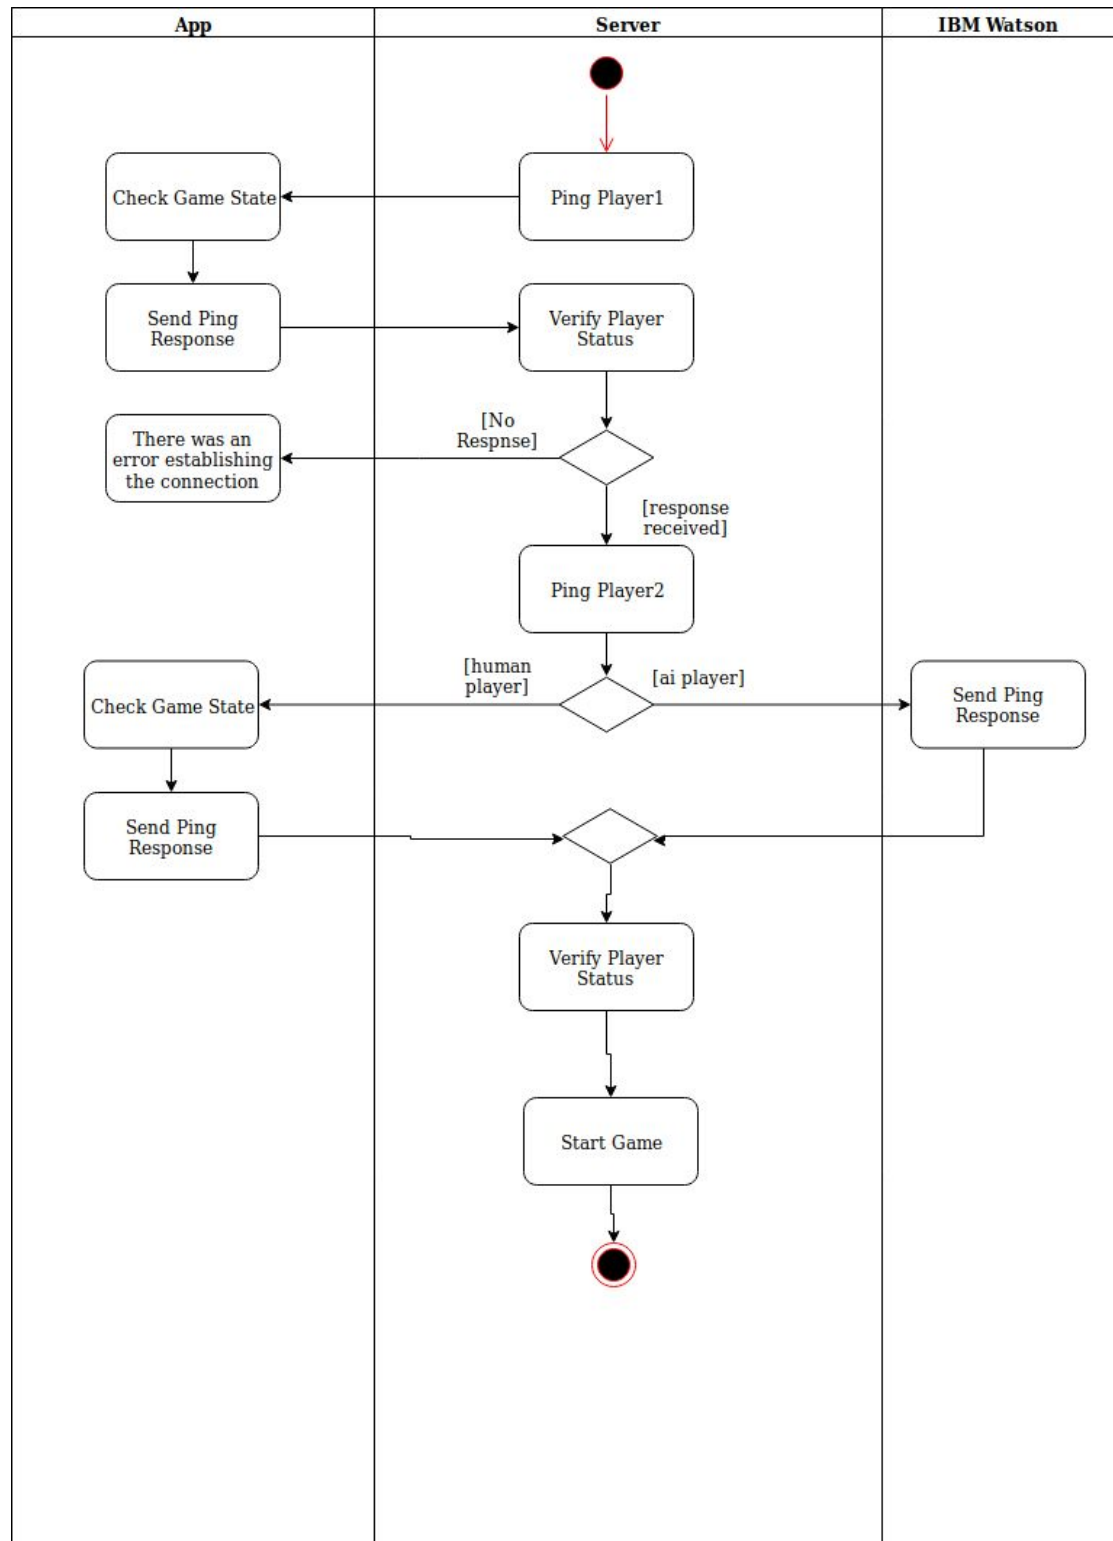 App
Server
IBM Watson
Check Game State
Ping Player1
Send Ping
Response
Verify Player
Status
[No
Respnse]
There was an
error establishing
the connection
[response
received]
Ping Player2
[human
player]
[ai player]
Check Game State
Send Ping
Response
Send Ping
Response
Verify Player
Status
Start Game